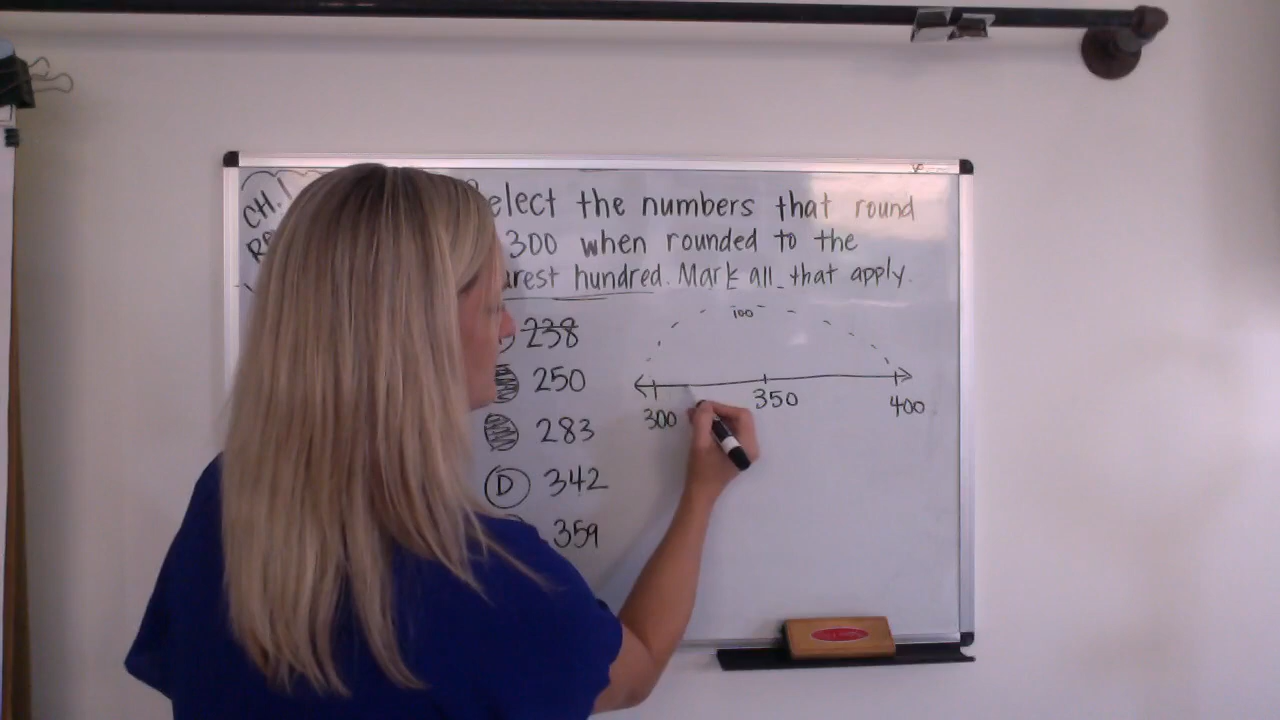 CH. 1
elect the numbers that round
300 when rounded to the
arest hundred. Mark all that apply.
238
250
283
D 342
359
100
300
350
400